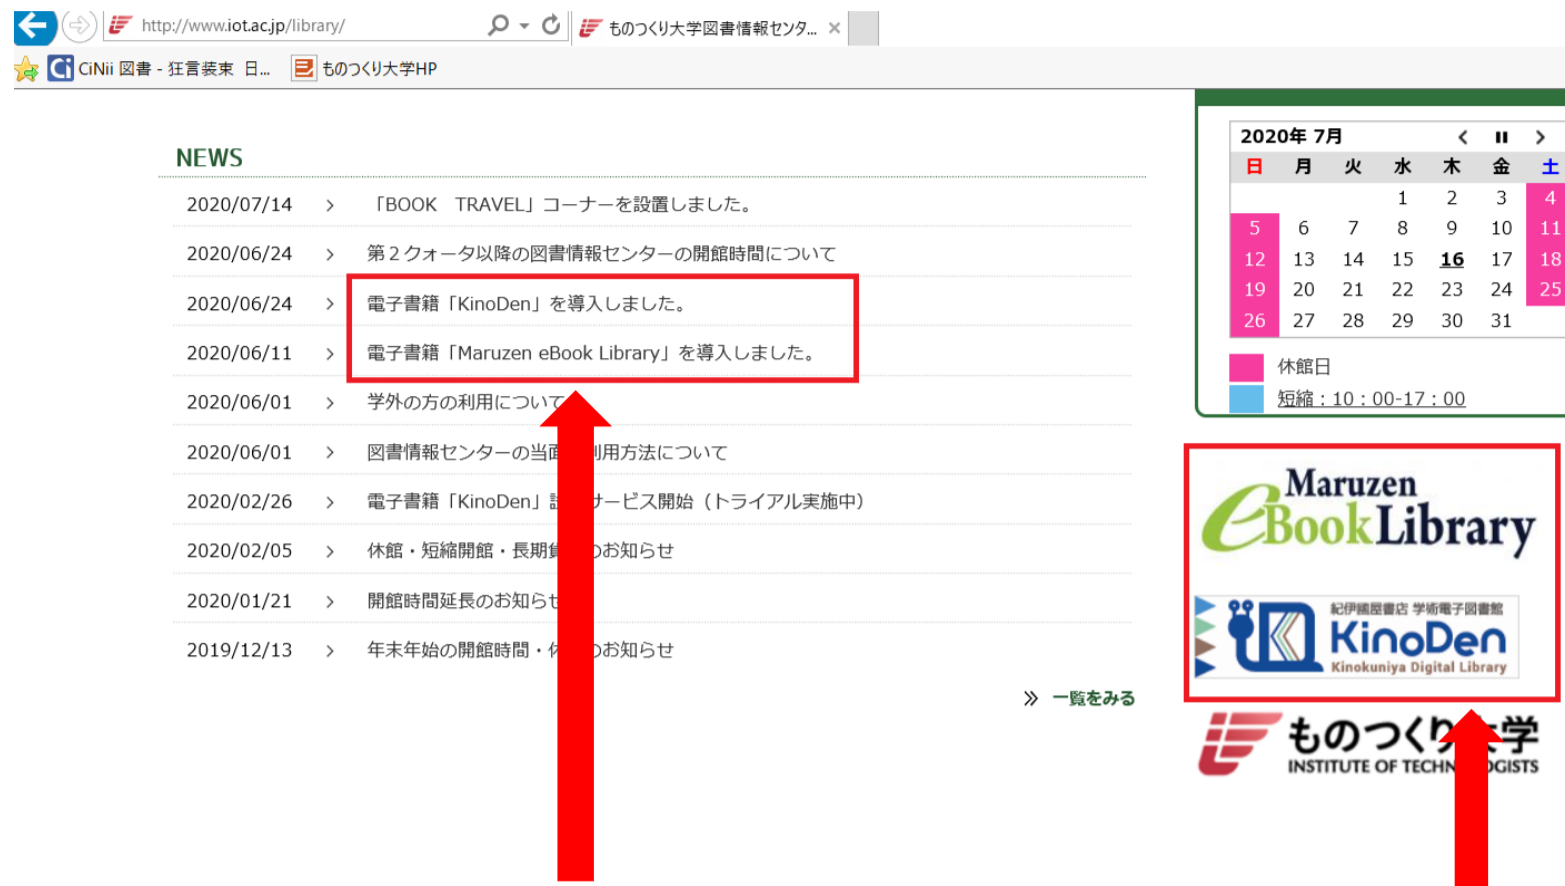 http://www.iot.ac.jp/library/
ものつくり大学図書情報センタ...
CiNii 図書 - 狂言装束 日...
ものつくり大学HP
NEWS
2020/07/14 > 「BOOK TRAVEL」コーナーを設置しました。
2020/06/24 > 第２クォータ以降の図書情報センターの開館時間について
2020/06/24 > 電子書籍「KinoDen」を導入しました。
2020/06/11 > 電子書籍「Maruzen eBook Library」を導入しました。
2020/06/01 > 学外の方の利用について
2020/06/01 > 図書情報センターの当面 利用方法について
2020/02/26 > 電子書籍「KinoDen」 サービス開始（トライアル実施中）
2020/02/05 > 休館・短縮開館・長期 のお知らせ
2020/01/21 > 開館時間延長のお知らせ
2019/12/13 > 年末年始の開館時間・ のお知らせ
≫ 一覧をみる
2020年 7月
日 月 火 水 木 金 土
1 2 3 4
5 6 7 8 9 10 11
12 13 14 15 16 17 18
19 20 21 22 23 24 25
26 27 28 29 30 31
休館日
短縮：10：00-17：00
Maruzen
eBook Library
紀伊國屋書店 学術電子図書館
KinoDen
Kinokuniya Digital Library
ものつくり大学
INSTITUTE OF TECHNOLOGISTS